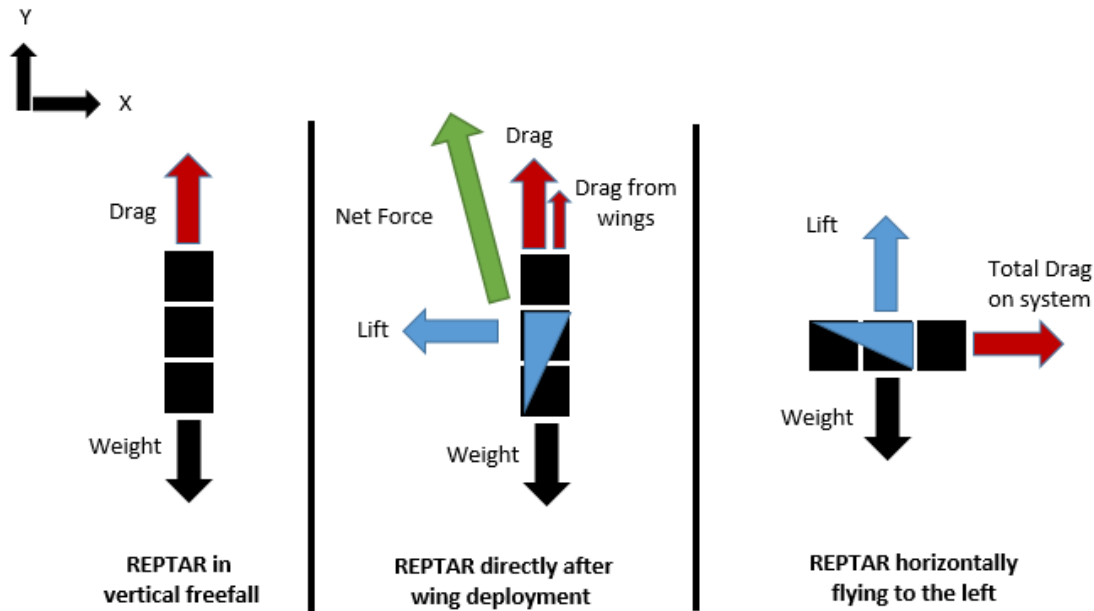 Y
X
Drag
Weight
REPTAR in
vertical freefall
Drag
Drag from
wings
Net Force
Lift
Weight
REPTAR directly after
wing deployment
Lift
Total Drag
on system
Weight
REPTAR horizontally
flying to the left